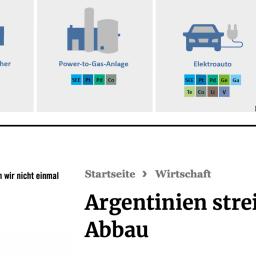 her
Power-to-Gas-Anlage
SEE Pt Pd Co
Elektroauto
SEE Pt Pd Ge Ga
Te Co Li V
n wir nicht einmal
Startseite › Wirtschaft
Argentinien strei
Abbau